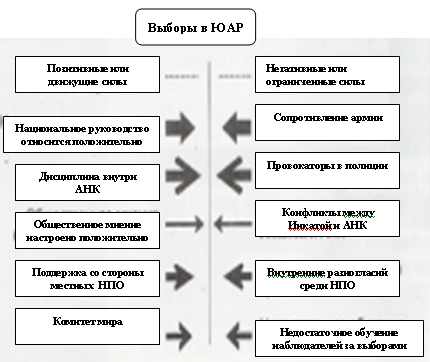 Выборы в ЮАР
Позитивные или
движущие силы
Негативные или
ограниченные силы
Национальное руководство
относится положительно
Сопротивление армии
Дисциплина внутри
АНК
Провокаторы в полиции
Общественное мнение
настроено положительно
Конфликты между
Инкатой и АНК
Поддержка со стороны
местных НПО
Внутренние разногласий
среди НПО
Комитет мира
Недостаточное обучение
наблюдателей за выборами